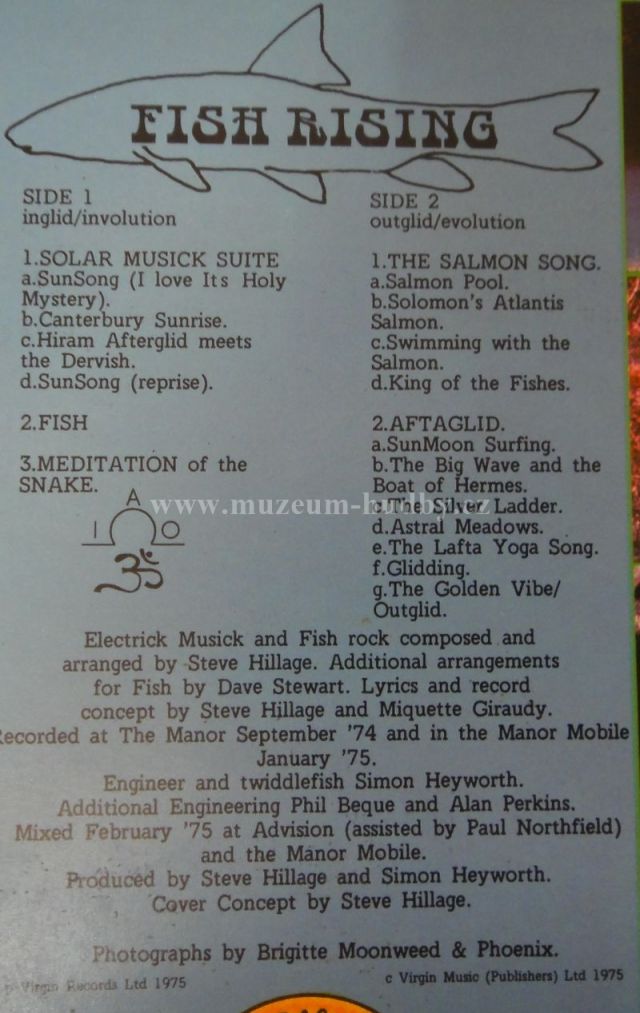 FISH RISING
SIDE 1
inglid/involution
1.SOLAR MUSICK SUITE
a.SunSong (I love Its Holy
Mystery).
b.Canterbury Sunrise.
c.Hiram Afterglid meets
the Dervish.
d.SunSong (reprise).
2.FISH
3.MEDITATION of the
SNAKE.
A
I O
ॐ
SIDE 2
outglid/evolution
1.THE SALMON SONG.
a.Salmon Pool.
b.Solomon's Atlantis
Salmon.
c.Swimming with the
Salmon.
d.King of the Fishes.
2.AFTAGLID.
a.SunMoon Surfing.
b.The Big Wave and the
Boat of Hermes.
c.The Silver Ladder.
d.Astral Meadows.
e.The Lafta Yoga Song.
f.Glidding.
g.The Golden Vibe/
Outglid.
www.muzeum-hudby.cz
Electrick Musick and Fish rock composed and
arranged by Steve Hillage. Additional arrangements
for Fish by Dave Stewart. Lyrics and record
concept by Steve Hillage and Miquette Giraudy.
Recorded at The Manor September '74 and in the Manor Mobile
January '75.
Engineer and twiddlefish Simon Heyworth.
Additional Engineering Phil Beque and Alan Perkins.
Mixed February '75 at Advision (assisted by Paul Northfield)
and the Manor Mobile.
Produced by Steve Hillage and Simon Heyworth.
Cover Concept by Steve Hillage.
Photographs by Brigitte Moonweed & Phoenix.
p Virgin Records Ltd 1975
c Virgin Music (Publishers) Ltd 1975